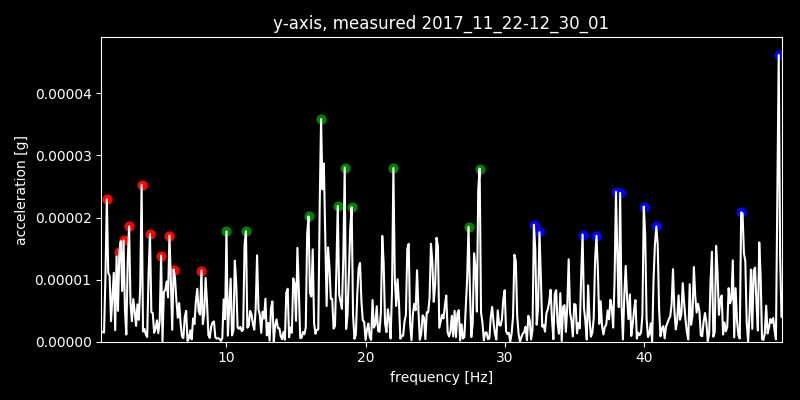 y-axis, measured 2017_11_22-12_30_01
acceleration [g]
0.00004
0.00003
0.00002
0.00001
0.00000
10 20 30 40
frequency [Hz]